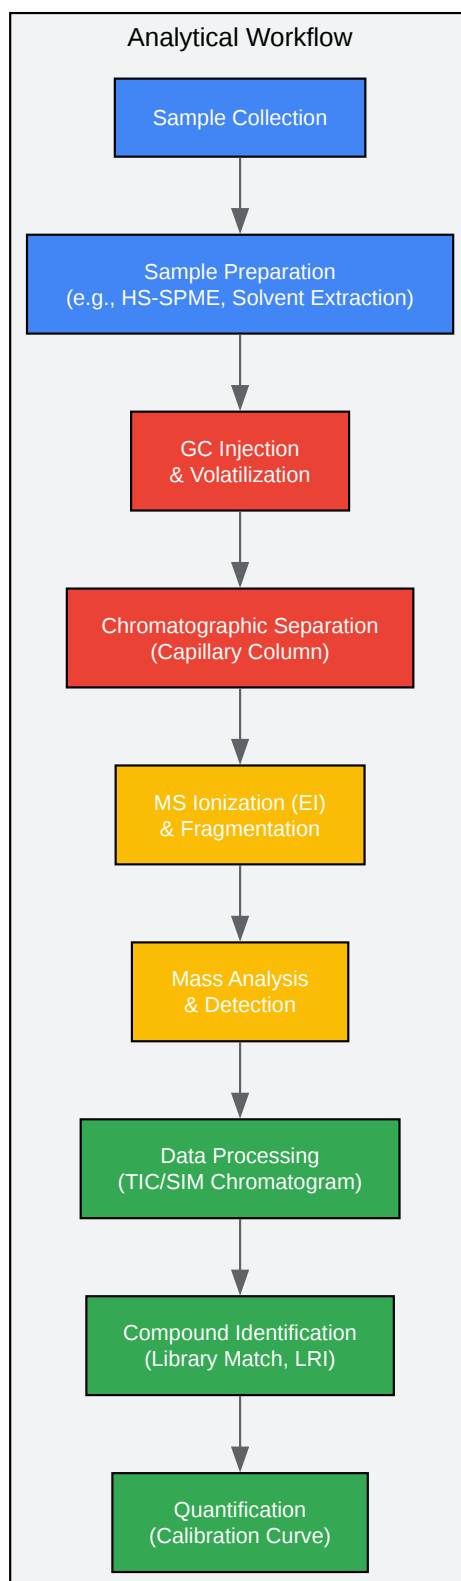 Analytical Workflow
Sample Collection
Sample Preparation
(e.g., HS-SPME, Solvent Extraction)
GC Injection
& Volatilization
Chromatographic Separation
(Capillary Column)
MS Ionization (EI)
& Fragmentation
Mass Analysis
& Detection
Data Processing
(TIC/SIM Chromatogram)
Compound Identification
(Library Match, LRI)
Quantification
(Calibration Curve)